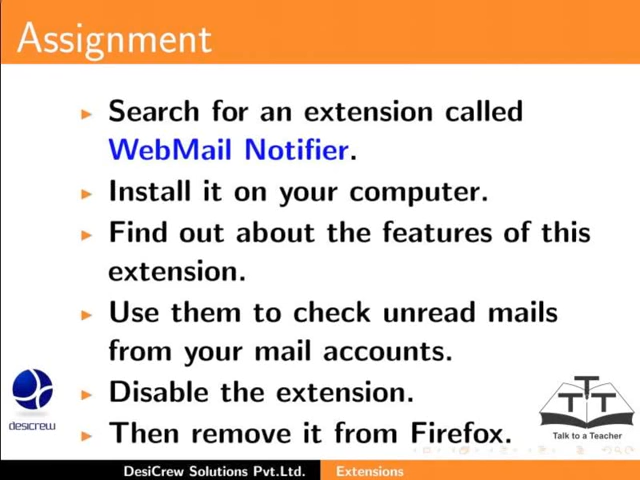 Assignment
Search for an extension called
WebMail Notifier.
Install it on your computer.
Find out about the features of this
extension.
Use them to check unread mails
from your mail accounts.
Disable the extension.
Then remove it from Firefox.
desicrew
TTT
Talk to a Teacher
DesiCrew Solutions Pvt.Ltd.
Extensions